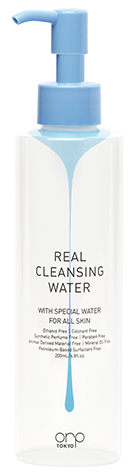 REAL
CLEANSING
WATER
WITH SPECIAL WATER
FOR ALL SKIN
Ethanol Free | Colorant Free
Synthetic Perfume Free | Paraben Free
Animal Derived Material Free | Mineral Oil Free
Petroleum-Based Surfactant Free
200mL/6.8fl.oz
ono
TOKYO